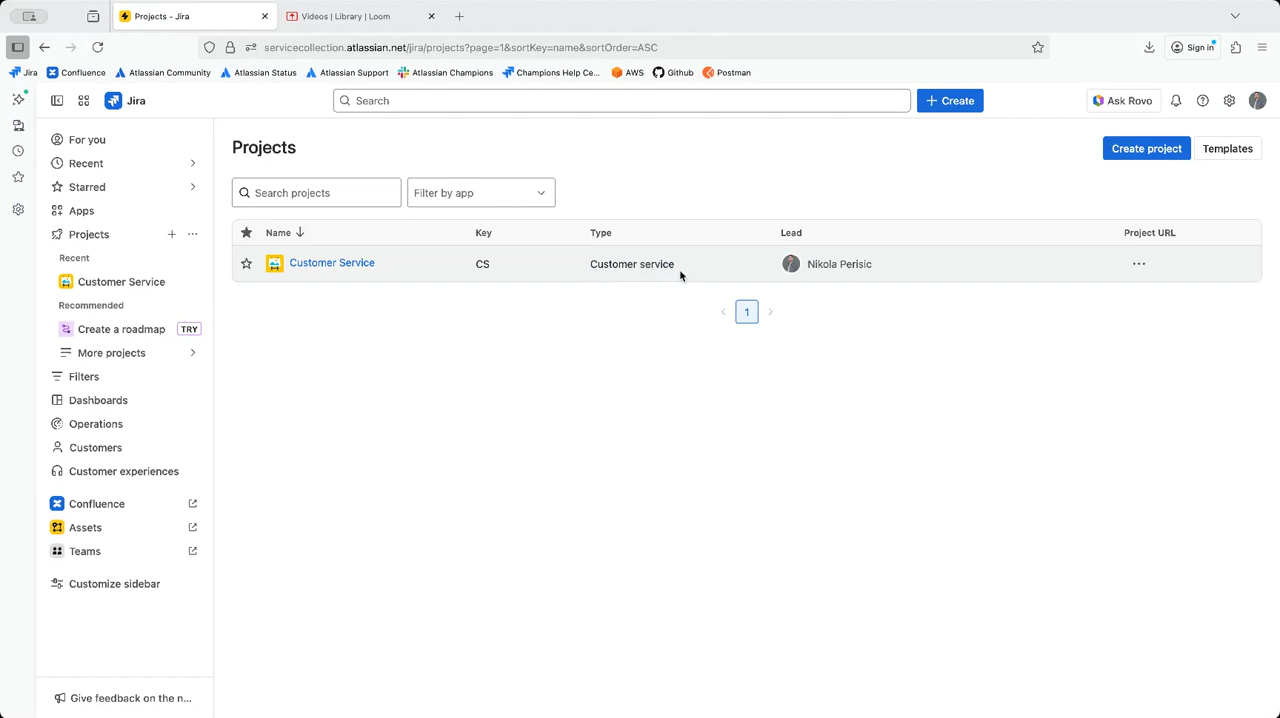 Projects - Jira
Videos | Library | Loom
servicecollection.atlassian.net/jira/projects?page=1&sortKey=name&sortOrder=ASC
Sign in
Jira
Confluence
Atlassian Community
Atlassian Status
Atlassian Support
Atlassian Champions
Champions Help Ce...
AWS
Github
Postman
Jira
Search
Create
Ask Rovo
For you
Recent
Starred
Apps
Projects
Recent
Customer Service
Recommended
Create a roadmap TRY
More projects
Filters
Dashboards
Operations
Customers
Customer experiences
Confluence
Assets
Teams
Customize sidebar
Give feedback on the n...
Projects
Create project
Templates
Search projects
Filter by app
Name Key Type Lead Project URL
Customer Service CS Customer service Nikola Perisic
1